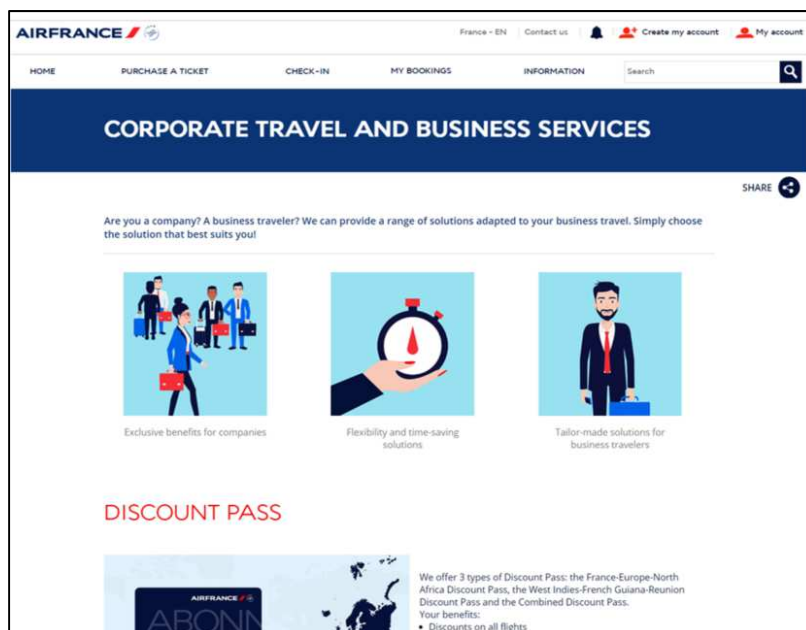 AIRFRANCE
France - EN
Contact us
Create my account
My account
HOME
PURCHASE A TICKET
CHECK-IN
MY BOOKINGS
INFORMATION
Search
CORPORATE TRAVEL AND BUSINESS SERVICES
SHARE
Are you a company? A business traveler? We can provide a range of solutions adapted to your business travel. Simply choose
the solution that best suits you!
Exclusive benefits for companies
Flexibility and time-saving
solutions
Tailor-made solutions for
business travelers
DISCOUNT PASS
AIRFRANCE
ABONN
We offer 3 types of Discount Pass: the France-Europe-North
Africa Discount Pass, the West Indies-French Guiana-Reunion
Discount Pass and the Combined Discount Pass.
Your benefits:
• Discounts on all flights